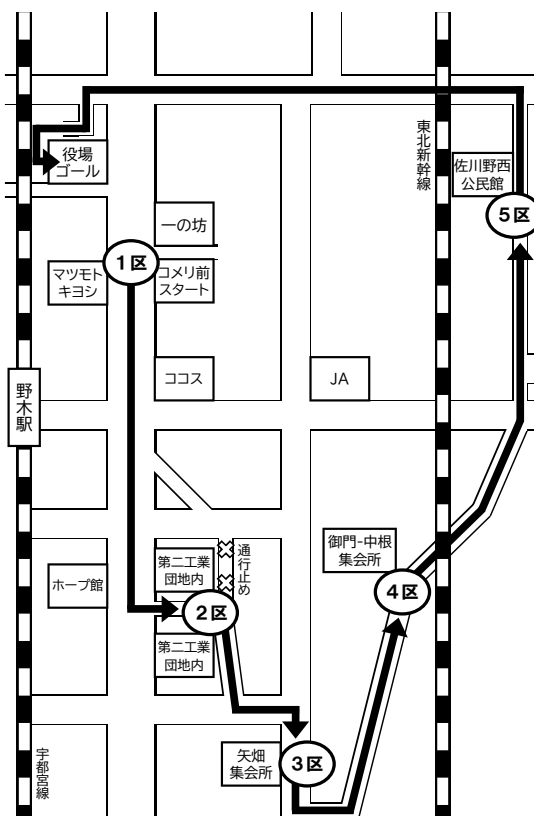 東北新幹線
役場
ゴール
佐川野西
公民館
5区
一の坊
1区
マツモト
キヨシ
コメリ前
スタート
ココス
JA
野木駅
通行止め
第二工業
団地内
御門-中根
集会所
ホープ館
2区
4区
第二工業
団地内
宇都宮線
矢畑
集会所
3区